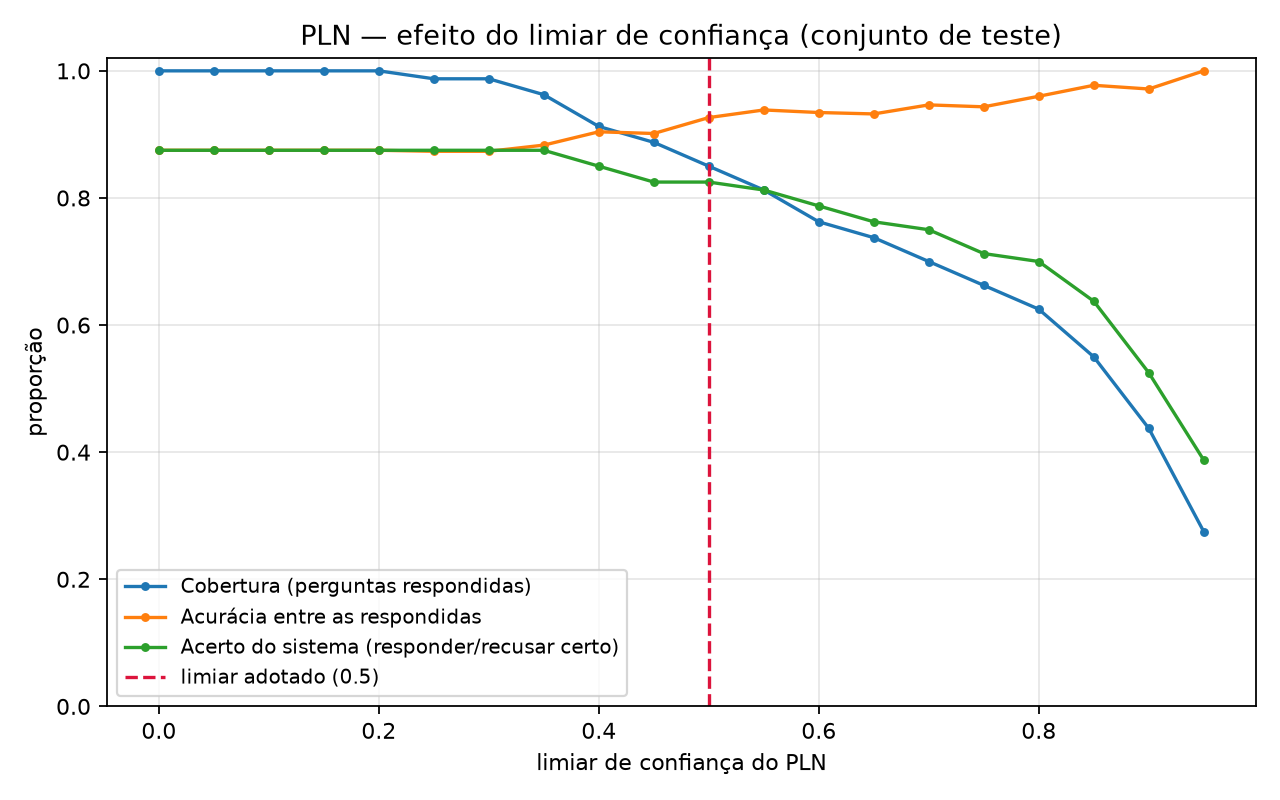 PLN — efeito do limiar de confiança (conjunto de teste)
1.0
0.8
0.6
0.4
0.2
0.0
proporção
Cobertura (perguntas respondidas)
Acurácia entre as respondidas
Acerto do sistema (responder/recusar certo)
limiar adotado (0.5)
0.0 0.2 0.4 0.6 0.8
limiar de confiança do PLN